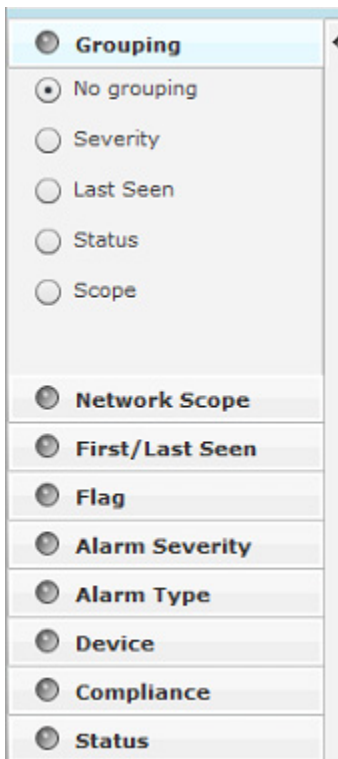 Grouping
No grouping
Severity
Last Seen
Status
Scope
Network Scope
First/Last Seen
Flag
Alarm Severity
Alarm Type
Device
Compliance
Status